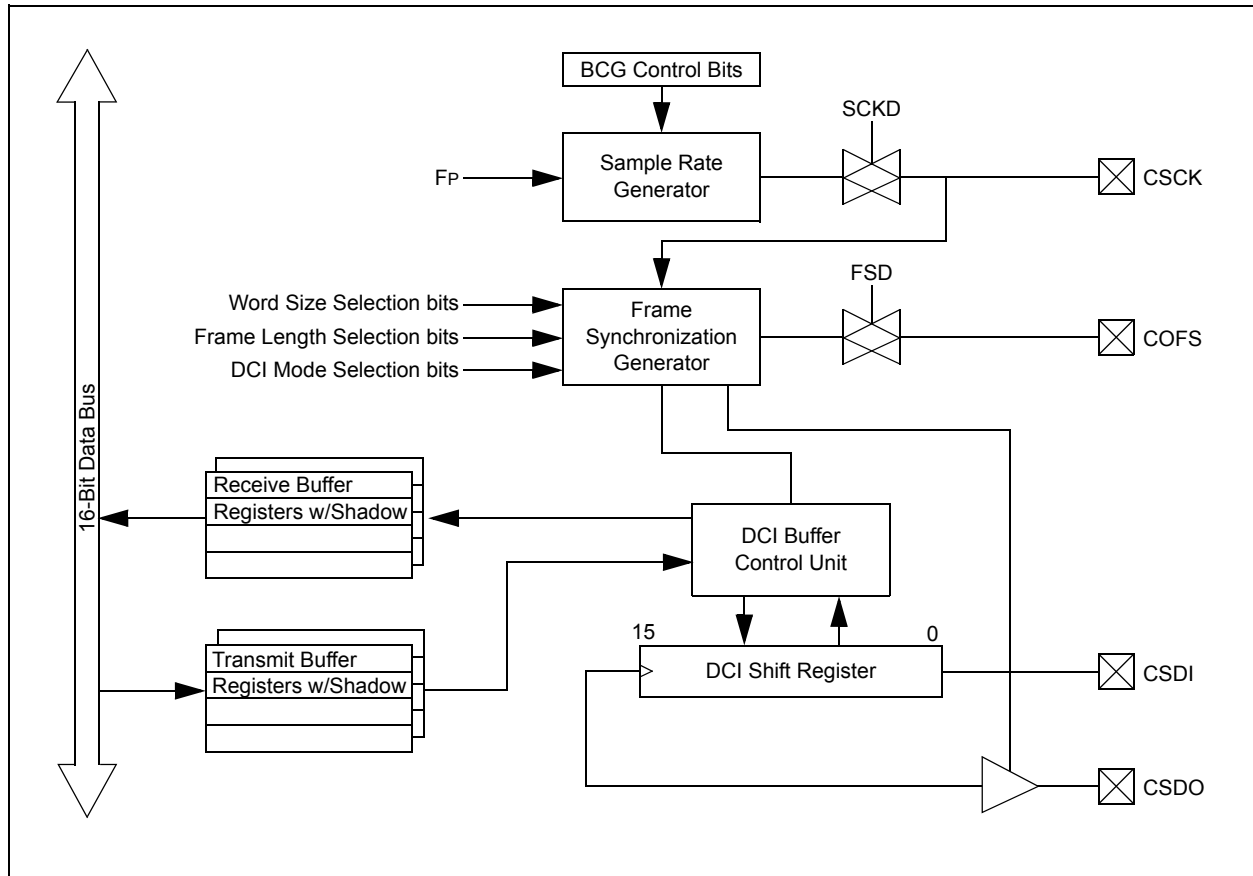 BCG Control Bits
SCKD
Sample Rate
Generator
FP
CSCK
FSD
Word Size Selection bits
Frame Length Selection bits
DCI Mode Selection bits
Frame
Synchronization
Generator
COFS
16-Bit Data Bus
Receive Buffer
Registers w/Shadow
DCI Buffer
Control Unit
15
0
Transmit Buffer
Registers w/Shadow
DCI Shift Register
CSDI
CSDO